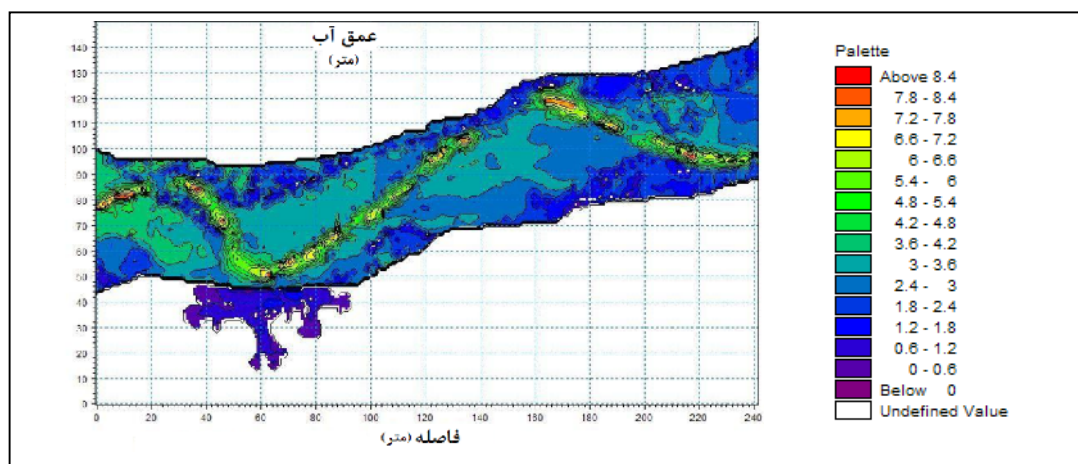 عمق آب
(متر)
140
130
120
110
100
90
80
70
60
50
40
30
20
10
0
0 20 40 60 80 100 120 140 160 180 200 220 240
فاصله (متر)
Palette
Above 8.4
7.8 - 8.4
7.2 - 7.8
6.6 - 7.2
6 - 6.6
5.4 - 6
4.8 - 5.4
4.2 - 4.8
3.6 - 4.2
3 - 3.6
2.4 - 3
1.8 - 2.4
1.2 - 1.8
0.6 - 1.2
0 - 0.6
Below 0
Undefined Value